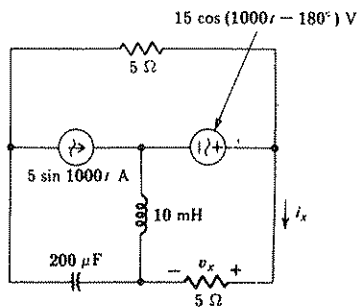 15 cos (1000t − 180°) V
5 Ω
5 sin 1000t A
+
10 mH
i_x
200 μF
− v_x +
5 Ω